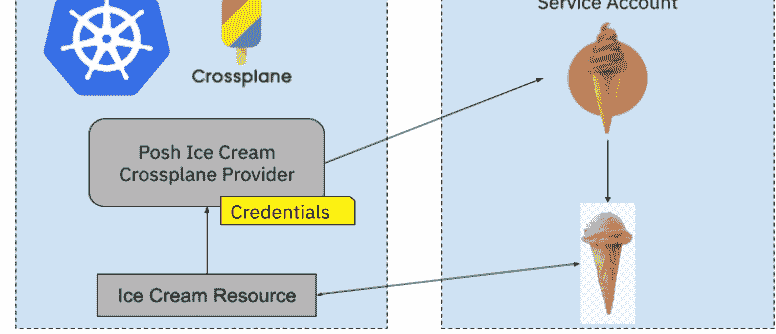 Service Account
Crossplane
Posh Ice Cream
Crossplane Provider
Credentials
Ice Cream Resource